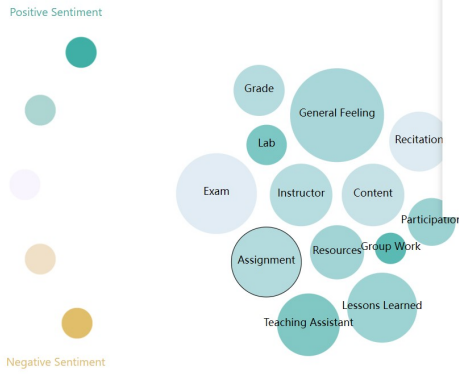 Positive Sentiment
Grade
General Feeling
Lab
Recitation
Exam
Instructor
Content
Participation
Assignment
Resources
Group Work
Lessons Learned
Teaching Assistant
Negative Sentiment